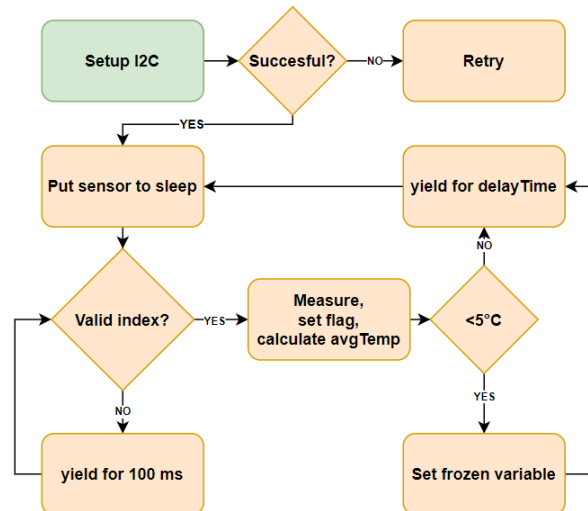 Setup I2C
Succesful?
NO
Retry
YES
Put sensor to sleep
yield for delayTime
NO
Valid index?
YES
Measure,
set flag,
calculate avgTemp
<5°C
NO
YES
yield for 100 ms
Set frozen variable